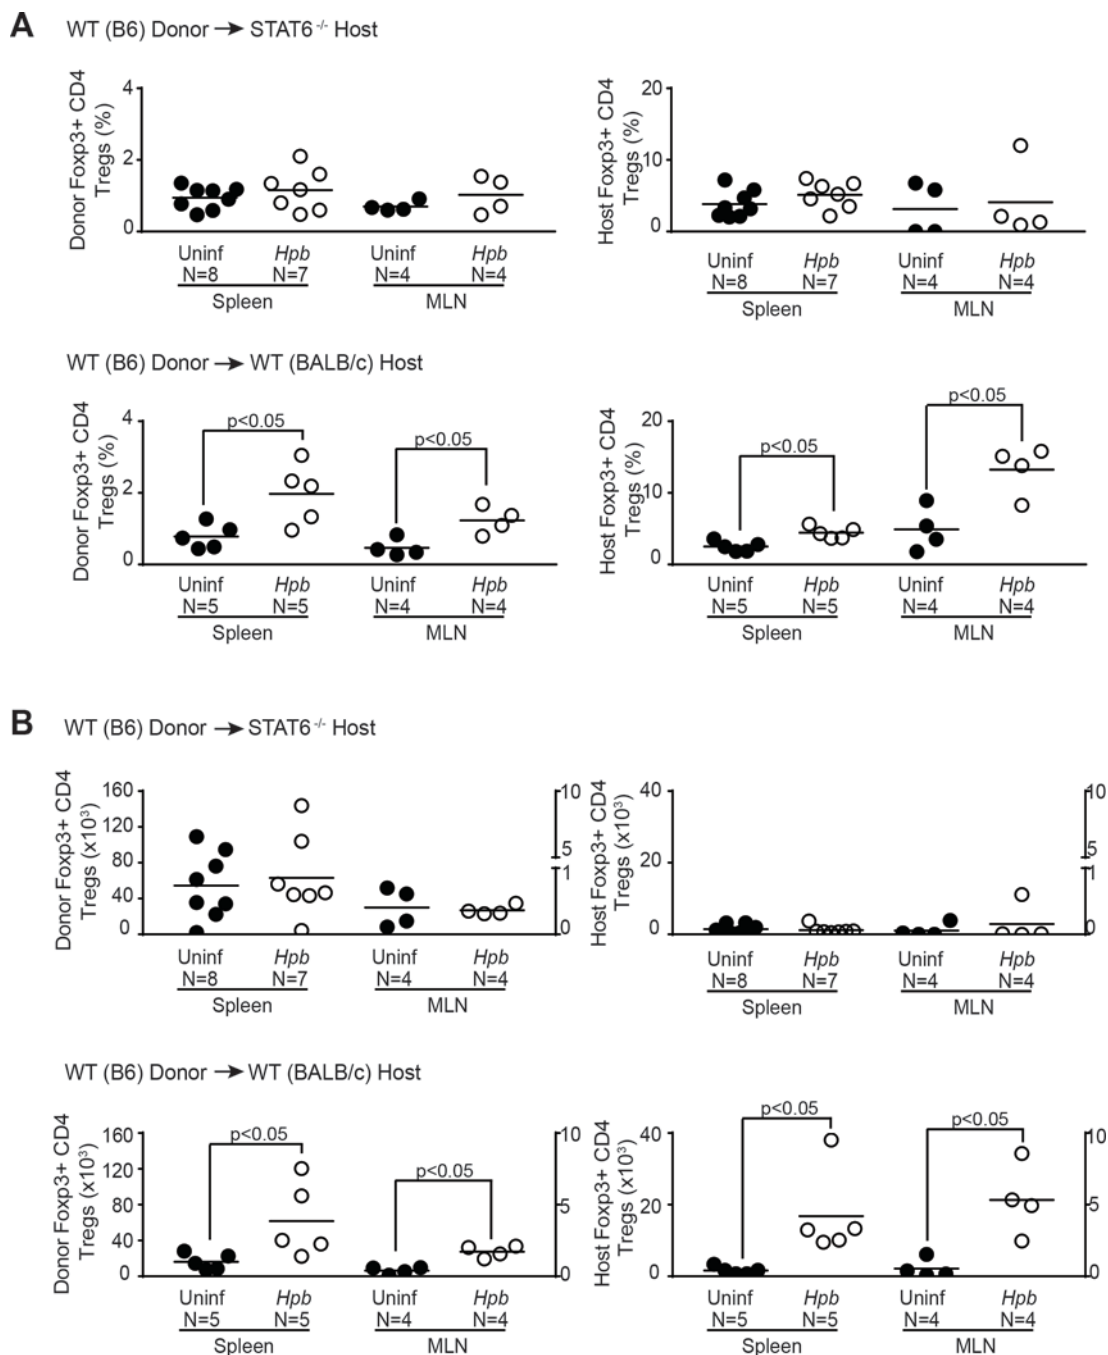 A WT (B6) Donor → STAT6 -/- Host
Donor Foxp3+ CD4
Tregs (%)
4
2
0
Uninf Hpb Uninf Hpb
N=8 N=7 N=4 N=4
Spleen MLN
Host Foxp3+ CD4
Tregs (%)
20
10
0
Uninf Hpb Uninf Hpb
N=8 N=7 N=4 N=4
Spleen MLN
WT (B6) Donor → WT (BALB/c) Host
Donor Foxp3+ CD4
Tregs (%)
4
2
0
p<0.05
p<0.05
Uninf Hpb Uninf Hpb
N=5 N=5 N=4 N=4
Spleen MLN
Host Foxp3+ CD4
Tregs (%)
20
10
0
p<0.05
p<0.05
Uninf Hpb Uninf Hpb
N=5 N=5 N=4 N=4
Spleen MLN
B WT (B6) Donor → STAT6 -/- Host
Donor Foxp3+ CD4
Tregs (x10³)
160
120
80
40
0
10
5
1
0
Uninf Hpb Uninf Hpb
N=8 N=7 N=4 N=4
Spleen MLN
Host Foxp3+ CD4
Tregs (x10³)
40
20
0
10
5
1
0
Uninf Hpb Uninf Hpb
N=8 N=7 N=4 N=4
Spleen MLN
WT (B6) Donor → WT (BALB/c) Host
Donor Foxp3+ CD4
Tregs (x10³)
160
120
80
40
0
p<0.05
p<0.05
10
5
0
Uninf Hpb Uninf Hpb
N=5 N=5 N=4 N=4
Spleen MLN
Host Foxp3+ CD4
Tregs (x10³)
40
20
0
p<0.05
p<0.05
10
5
0
Uninf Hpb Uninf Hpb
N=5 N=5 N=4 N=4
Spleen MLN